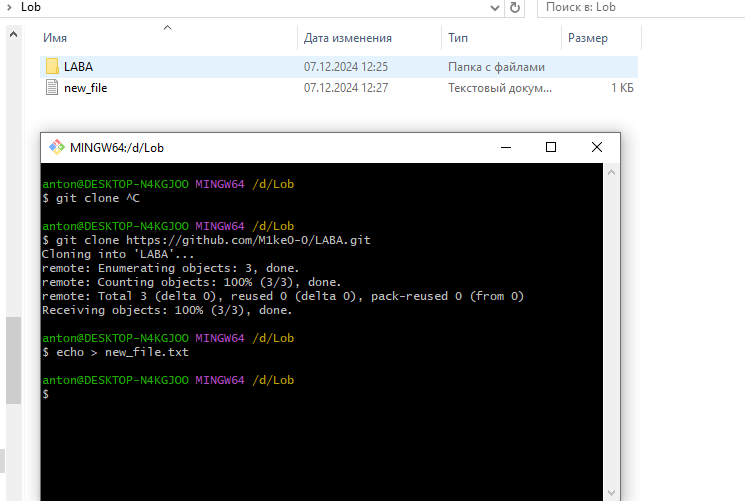 Lob
Поиск в: Lob
Имя Дата изменения Тип Размер
LABA 07.12.2024 12:25 Папка с файлами
new_file 07.12.2024 12:27 Текстовый докум... 1 КБ
MINGW64:/d/Lob
anton@DESKTOP-N4KGJOO MINGW64 /d/Lob
$ git clone ^C
anton@DESKTOP-N4KGJOO MINGW64 /d/Lob
$ git clone https://github.com/M1keO-O/LABA.git
Cloning into 'LABA'...
remote: Enumerating objects: 3, done.
remote: Counting objects: 100% (3/3), done.
remote: Total 3 (delta 0), reused 0 (delta 0), pack-reused 0 (from 0)
Receiving objects: 100% (3/3), done.
anton@DESKTOP-N4KGJOO MINGW64 /d/Lob
$ echo > new_file.txt
anton@DESKTOP-N4KGJOO MINGW64 /d/Lob
$